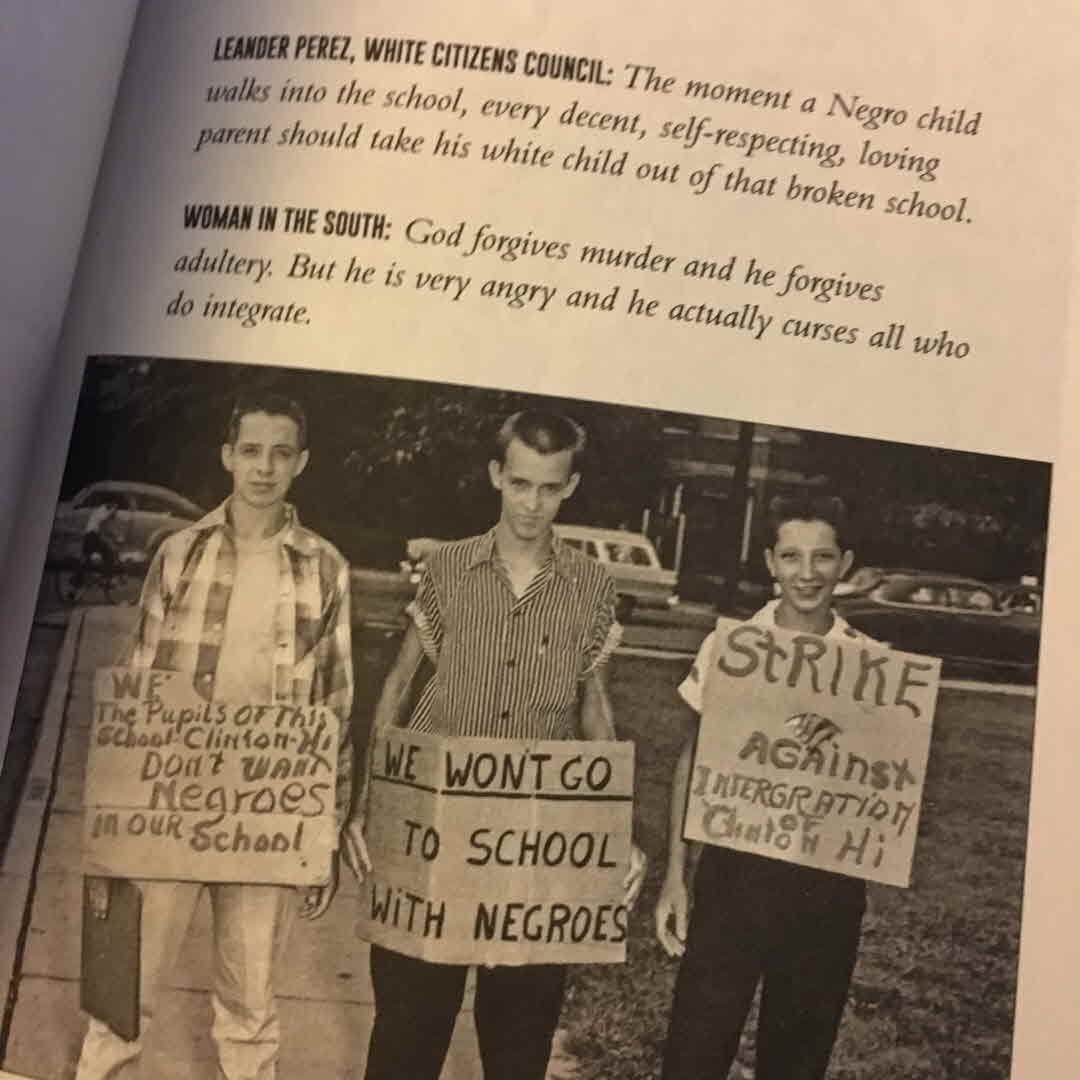 LEANDER PEREZ, WHITE CITIZENS COUNCIL: The moment a Negro child
walks into the school, every decent, self-respecting, loving
parent should take his white child out of that broken school.
WOMAN IN THE SOUTH: God forgives murder and he forgives
adultery. But he is very angry and he actually curses all who
do integrate.
WE
The Pupils OF This
School Clinton-Hi
DON't WANT
Negroes
in OUR School
WE WON'T GO
TO SCHOOL
WITH NEGROES
StRIKE
AGAinst
INTERGRATION
OF
Clinton Hi